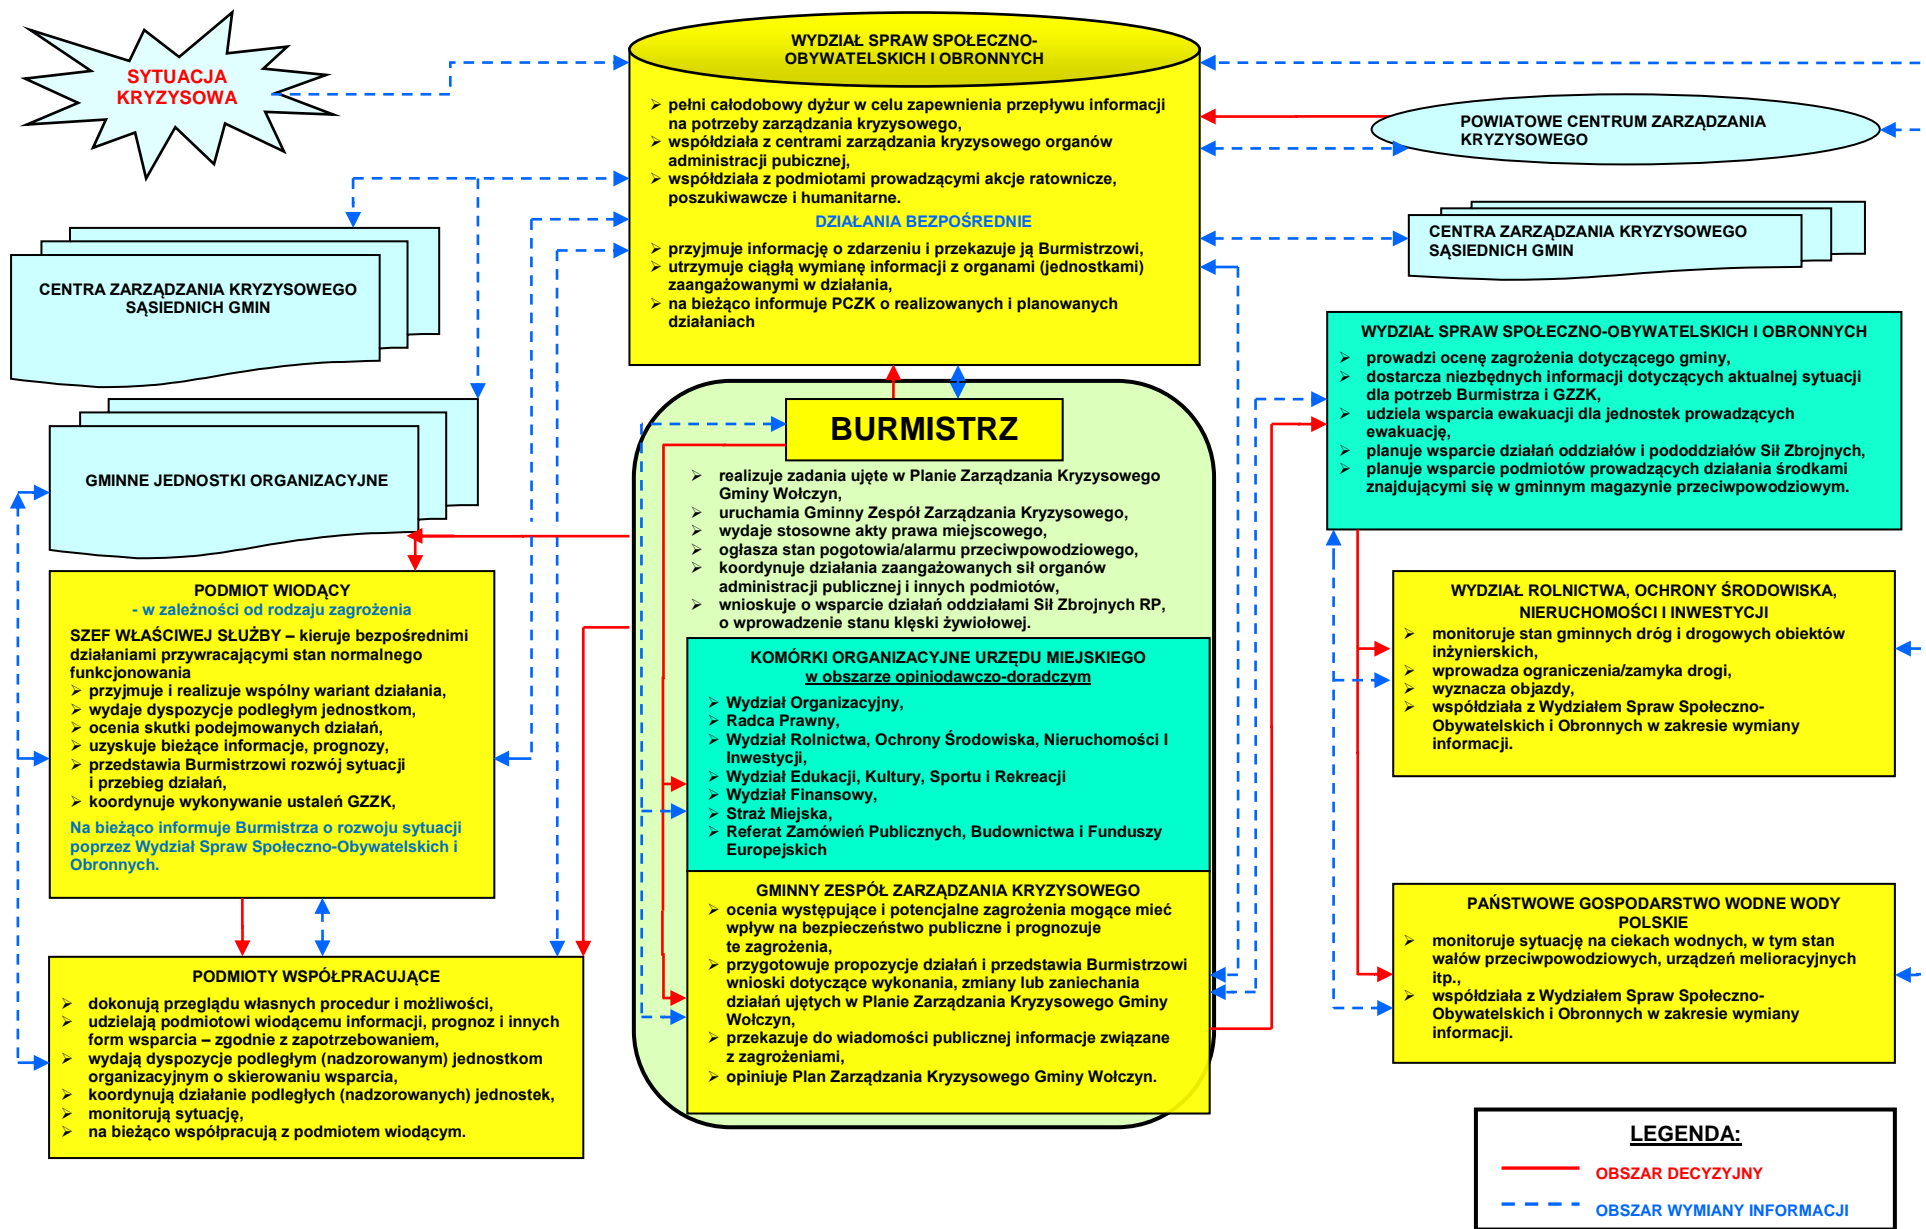 SYTUACJA
KRYZYSOWA
WYDZIAŁ SPRAW SPOŁECZNO-
OBYWATELSKICH I OBRONNYCH
pełni całodobowy dyżur w celu zapewnienia przepływu informacji
na potrzeby zarządzania kryzysowego,
współdziała z centrami zarządzania kryzysowego organów
administracji pubicznej,
współdziała z podmiotami prowadzącymi akcje ratownicze,
poszukiwawcze i humanitarne.
DZIAŁANIA BEZPOŚREDNIE
przyjmuje informację o zdarzeniu i przekazuje ją Burmistrzowi,
utrzymuje ciągłą wymianę informacji z organami (jednostkami)
zaangażowanymi w działania,
na bieżąco informuje PCZK o realizowanych i planowanych
działaniach
POWIATOWE CENTRUM ZARZĄDZANIA
KRYZYSOWEGO
CENTRA ZARZĄDZANIA KRYZYSOWEGO
SĄSIEDNICH GMIN
CENTRA ZARZĄDZANIA KRYZYSOWEGO
SĄSIEDNICH GMIN
GMINNE JEDNOSTKI ORGANIZACYJNE
WYDZIAŁ SPRAW SPOŁECZNO-OBYWATELSKICH I OBRONNYCH
prowadzi ocenę zagrożenia dotyczącego gminy,
dostarcza niezbędnych informacji dotyczących aktualnej sytuacji
dla potrzeb Burmistrza i GZZK,
udziela wsparcia ewakuacji dla jednostek prowadzących
ewakuację,
planuje wsparcie działań oddziałów i pododdziałów Sił Zbrojnych,
planuje wsparcie podmiotów prowadzących działania środkami
znajdującymi się w gminnym magazynie przeciwpowodziowym.
BURMISTRZ
realizuje zadania ujęte w Planie Zarządzania Kryzysowego
Gminy Wołczyn,
uruchamia Gminny Zespół Zarządzania Kryzysowego,
wydaje stosowne akty prawa miejscowego,
ogłasza stan pogotowia/alarmu przeciwpowodziowego,
koordynuje działania zaangażowanych sił organów
administracji publicznej i innych podmiotów,
wnioskuje o wsparcie działań oddziałami Sił Zbrojnych RP,
o wprowadzenie stanu klęski żywiołowej.
KOMÓRKI ORGANIZACYJNE URZĘDU MIEJSKIEGO
w obszarze opiniodawczo-doradczym
Wydział Organizacyjny,
Radca Prawny,
Wydział Rolnictwa, Ochrony Środowiska, Nieruchomości I
Inwestycji,
Wydział Edukacji, Kultury, Sportu i Rekreacji
Wydział Finansowy,
Straż Miejska,
Referat Zamówień Publicznych, Budownictwa i Funduszy
Europejskich
GMINNY ZESPÓŁ ZARZĄDZANIA KRYZYSOWEGO
ocenia występujące i potencjalne zagrożenia mogące mieć
wpływ na bezpieczeństwo publiczne i prognozuje
te zagrożenia,
przygotowuje propozycje działań i przedstawia Burmistrzowi
wnioski dotyczące wykonania, zmiany lub zaniechania
działań ujętych w Planie Zarządzania Kryzysowego Gminy
Wołczyn,
przekazuje do wiadomości publicznej informacje związane
z zagrożeniami,
opiniuje Plan Zarządzania Kryzysowego Gminy Wołczyn.
PODMIOT WIODĄCY
- w zależności od rodzaju zagrożenia
SZEF WŁAŚCIWEJ SŁUŻBY – kieruje bezpośrednimi
działaniami przywracającymi stan normalnego
funkcjonowania
przyjmuje i realizuje wspólny wariant działania,
wydaje dyspozycje podległym jednostkom,
ocenia skutki podejmowanych działań,
uzyskuje bieżące informacje, prognozy,
przedstawia Burmistrzowi rozwój sytuacji
i przebieg działań,
koordynuje wykonywanie ustaleń GZZK,
Na bieżąco informuje Burmistrza o rozwoju sytuacji
poprzez Wydział Spraw Społeczno-Obywatelskich i
Obronnych.
PODMIOTY WSPÓŁPRACUJĄCE
dokonują przeglądu własnych procedur i możliwości,
udzielają podmiotowi wiodącemu informacji, prognoz i innych
form wsparcia – zgodnie z zapotrzebowaniem,
wydają dyspozycje podległym (nadzorowanym) jednostkom
organizacyjnym o skierowaniu wsparcia,
koordynują działanie podległych (nadzorowanych) jednostek,
monitorują sytuację,
na bieżąco współpracują z podmiotem wiodącym.
WYDZIAŁ ROLNICTWA, OCHRONY ŚRODOWISKA,
NIERUCHOMOŚCI I INWESTYCJI
monitoruje stan gminnych dróg i drogowych obiektów
inżynierskich,
wprowadza ograniczenia/zamyka drogi,
wyznacza objazdy,
współdziała z Wydziałem Spraw Społeczno-
Obywatelskich i Obronnych w zakresie wymiany
informacji.
PAŃSTWOWE GOSPODARSTWO WODNE WODY
POLSKIE
monitoruje sytuację na ciekach wodnych, w tym stan
wałów przeciwpowodziowych, urządzeń melioracyjnych
itp.,
współdziała z Wydziałem Spraw Społeczno-
Obywatelskich i Obronnych w zakresie wymiany
informacji.
LEGENDA:
OBSZAR DECYZYJNY
OBSZAR WYMIANY INFORMACJI